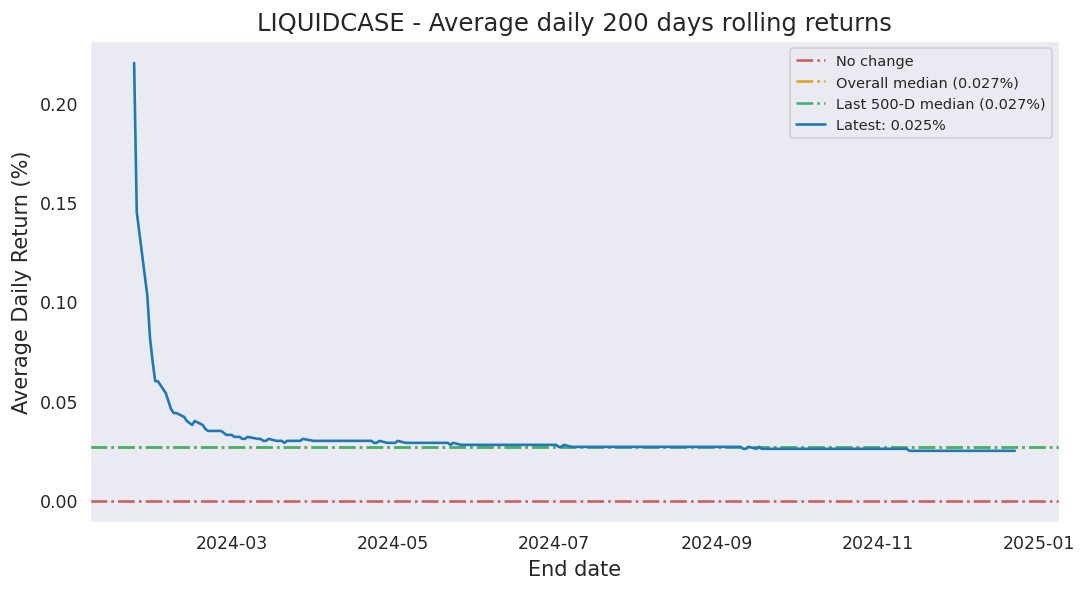 LIQUIDCASE - Average daily 200 days rolling returns
No change
Overall median (0.027%)
Last 500-D median (0.027%)
Latest: 0.025%
Average Daily Return (%)
0.20
0.15
0.10
0.05
0.00
2024-03 2024-05 2024-07 2024-09 2024-11 2025-01
End date